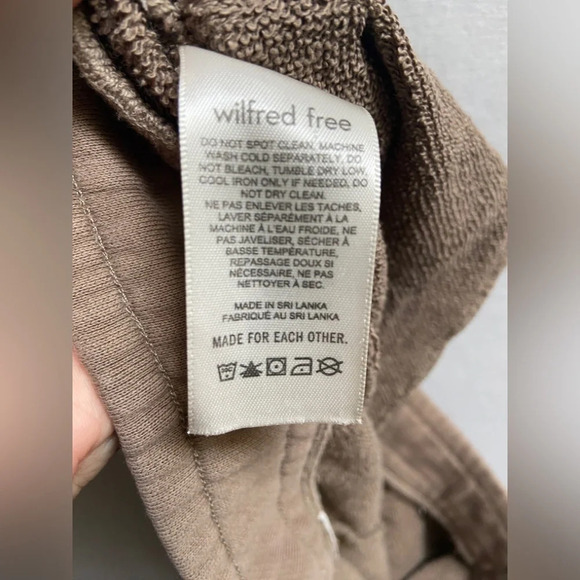 wilfred free
DO NOT SPOT CLEAN, MACHINE
WASH COLD SEPARATELY, DO
NOT BLEACH, TUMBLE DRY LOW,
COOL IRON ONLY IF NEEDED, DO
NOT DRY CLEAN.
NE PAS ENLEVER LES TACHES,
LAVER SÉPARÉMENT À LA
MACHINE À L'EAU FROIDE, NE
PAS JAVELISER, SÉCHER À
BASSE TEMPÉRATURE,
REPASSAGE DOUX SI
NÉCESSAIRE, NE PAS
NETTOYER À SEC.
MADE IN SRI LANKA
FABRIQUÉ AU SRI LANKA
MADE FOR EACH OTHER.